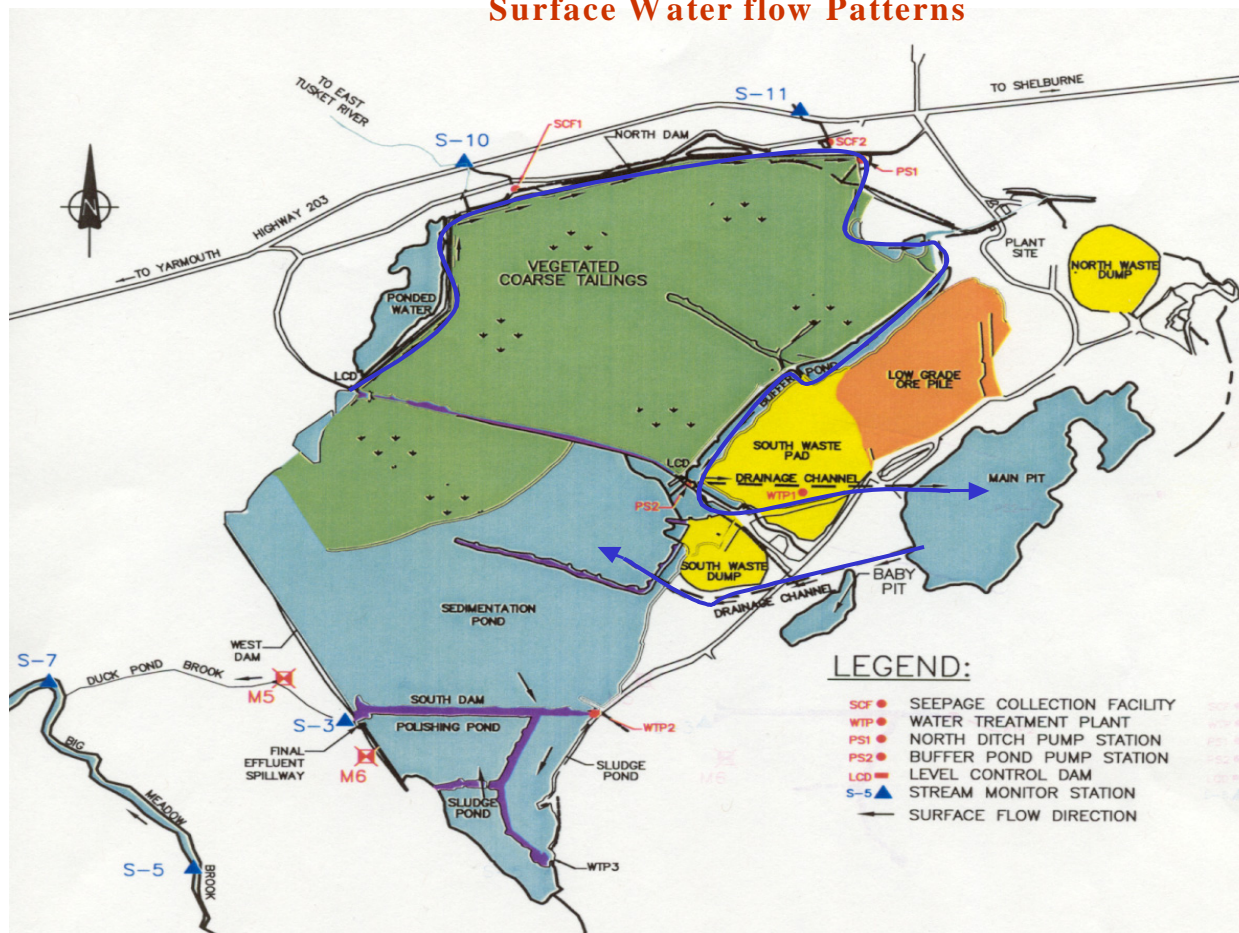 Surface Water flow Patterns
TO EAST
TUSKET RIVER
S-10
SCF1
NORTH DAM
S-11
SCF2
PS1
TO SHELBURNE
HIGHWAY 203
TO YARMOUTH
N
PLANT
SITE
NORTH WASTE
DUMP
VEGETATED
COARSE TAILINGS
PONDED
WATER
LCD
BUFFER POND
LOW GRADE
ORE PILE
SOUTH WASTE
PAD
LCD
DRAINAGE CHANNEL
WTP1
MAIN PIT
PS2
SOUTH WASTE
DUMP
BABY
PIT
DRAINAGE CHANNEL
SEDIMENTATION
POND
WEST
DAM
S-7
DUCK POND BROOK
M5
S-3
SOUTH DAM
POLISHING POND
WTP2
FINAL
EFFLUENT
SPILLWAY
M6
SLUDGE
POND
SLUDGE
POND
WTP3
BIG MEADOW BROOK
S-5
LEGEND:
SCF SEEPAGE COLLECTION FACILITY
WTP WATER TREATMENT PLANT
PS1 NORTH DITCH PUMP STATION
PS2 BUFFER POND PUMP STATION
LCD LEVEL CONTROL DAM
S-5 STREAM MONITOR STATION
SURFACE FLOW DIRECTION